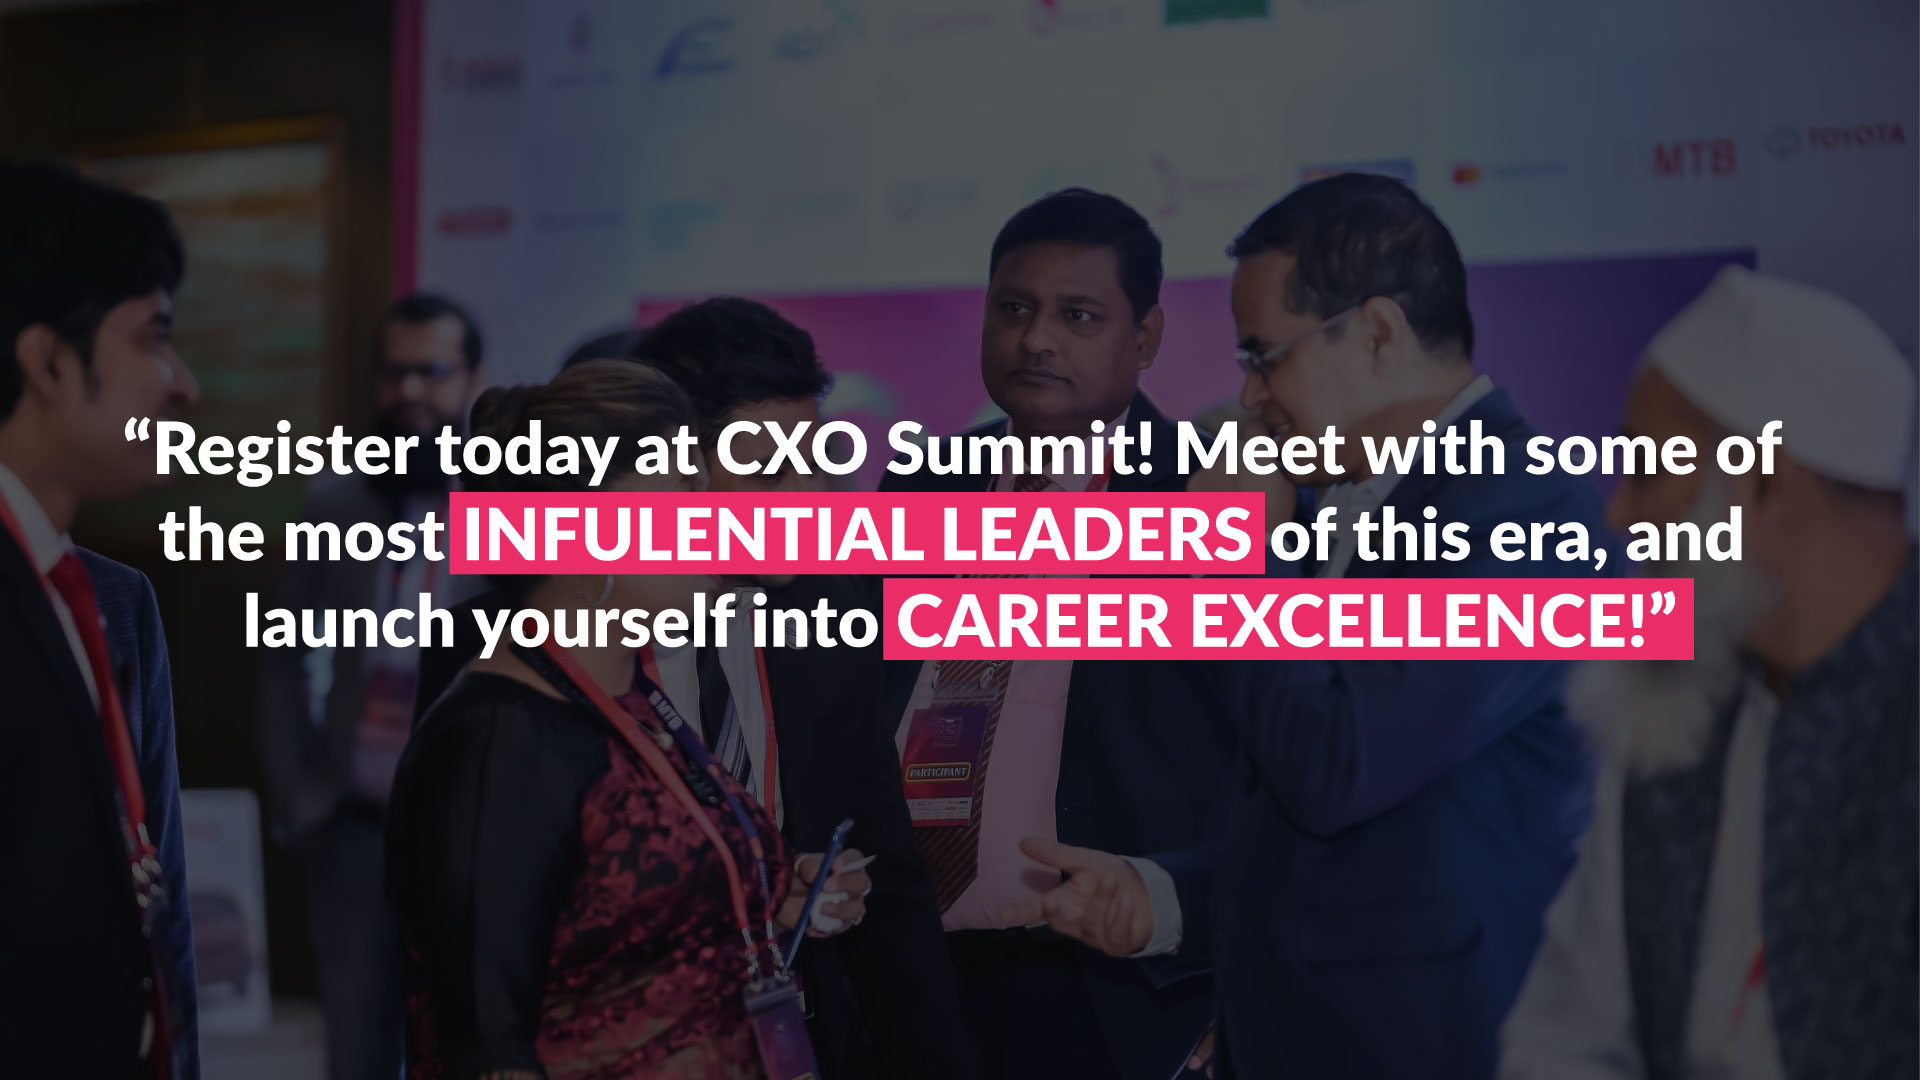 MTB
TOYOTA
“Register today at CXO Summit! Meet with some of
the most INFULENTIAL LEADERS of this era, and
launch yourself into CAREER EXCELLENCE!”
MTB
PARTICIPANT